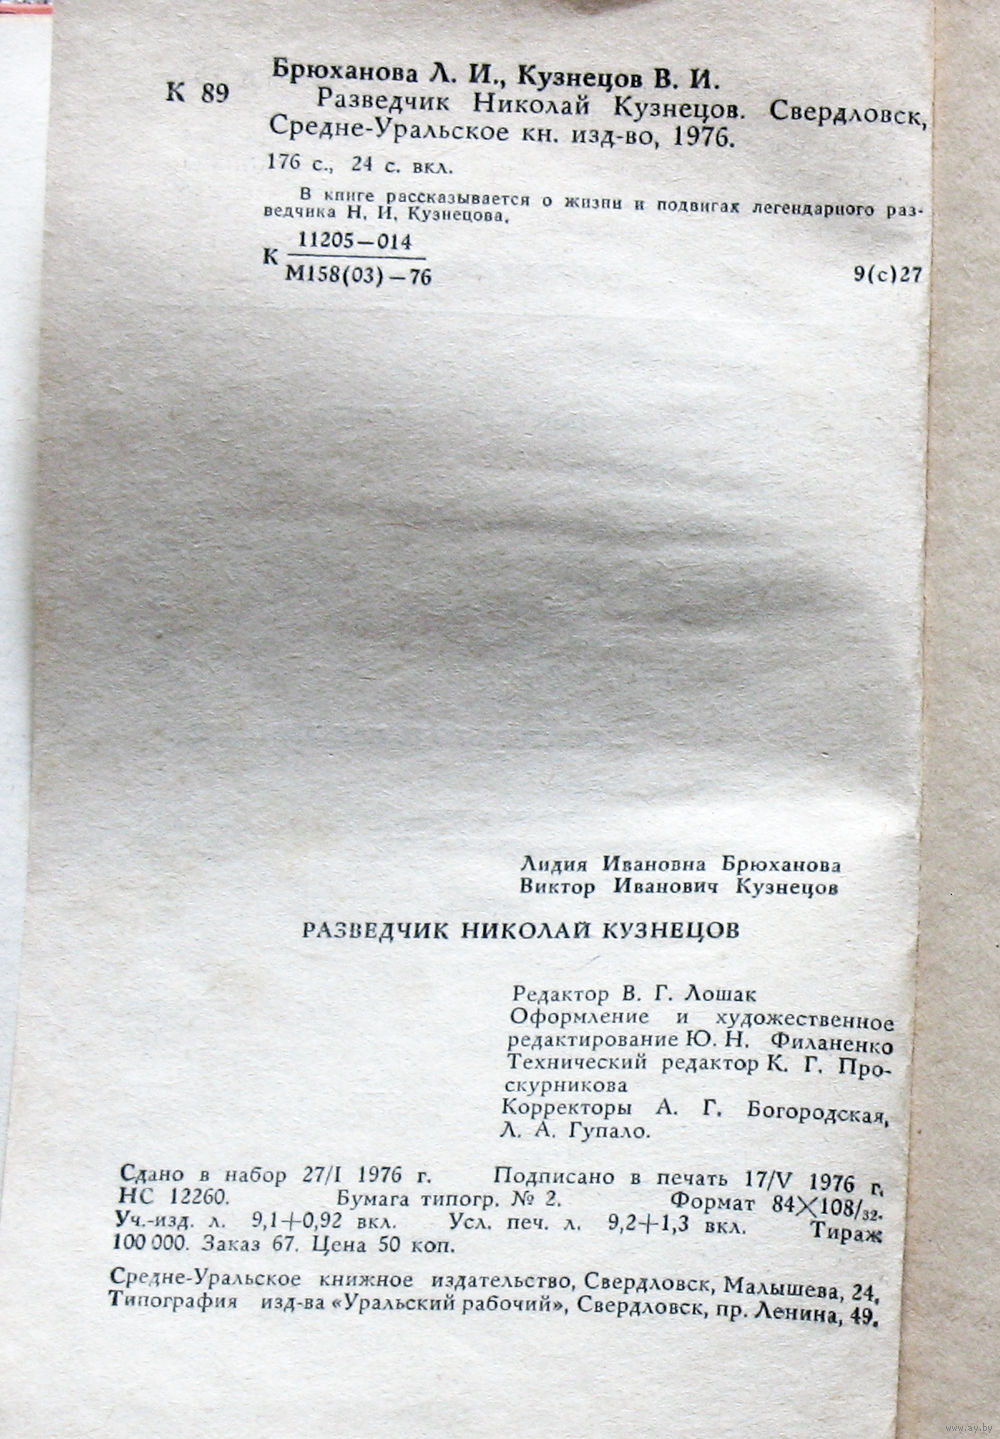 Брюханова Л. И., Кузнецов В. И.
К 89
Разведчик Николай Кузнецов. Свердловск,
Средне-Уральское кн. изд-во, 1976.
176 с., 24 с. вкл.
В книге рассказывается о жизни и подвигах легендарного раз-
ведчика Н. И. Кузнецова.
К 11205—014
М158(03)—76
9(с)27
Лидия Ивановна Брюханова
Виктор Иванович Кузнецов
РАЗВЕДЧИК НИКОЛАЙ КУЗНЕЦОВ
Редактор В. Г. Лошак
Оформление и художественное
редактирование Ю. Н. Филаненко
Технический редактор К. Г. Про-
скурникова
Корректоры А. Г. Богородская,
Л. А. Гупало.
Сдано в набор 27/I 1976 г. Подписано в печать 17/V 1976 г.
НС 12260. Бумага типогр. № 2. Формат 84×108/32.
Уч.-изд. л. 9,1+0,92 вкл. Усл. печ. л. 9,2+1,3 вкл. Тираж
100 000. Заказ 67. Цена 50 коп.
Средне-Уральское книжное издательство, Свердловск, Малышева, 24.
Типография изд-ва «Уральский рабочий», Свердловск, пр. Ленина, 49.
www.ay.by